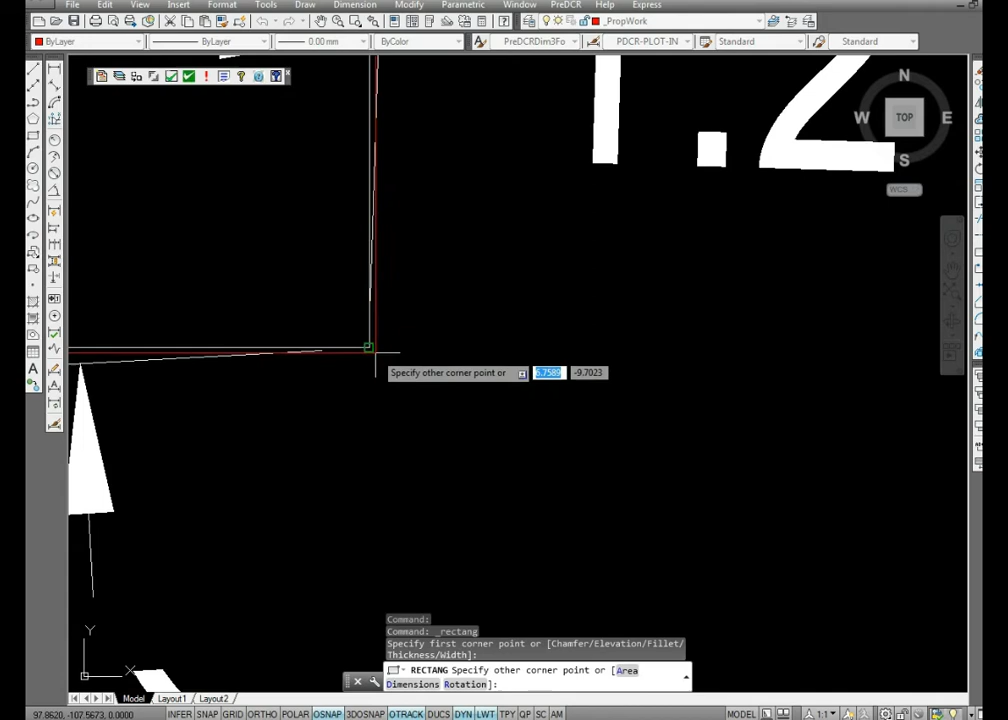 File Edit View Insert Format Tools Draw Dimension Modify Parametric Window PreDCR Help Express
_PropWork
ByLayer ByLayer 0.00 mm ByColor PreDCRDim3Fo PDCR-PLOT-IN Standard Standard
1.2
N
W TOP E
S
WCS
Specify other corner point or 6.7589 -9.7023
Command:
Command: _rectang
Specify first corner point or [Chamfer/Elevation/Fillet/
Thickness/Width]:
RECTANG Specify other corner point or [Area
Dimensions Rotation]:
Y
X
Model Layout1 Layout2
97.8620, -107.5673, 0.0000 INFER SNAP GRID ORTHO POLAR OSNAP 3DOSNAP OTRACK DUCS DYN LWT TPY QP SC AM MODEL 1:1